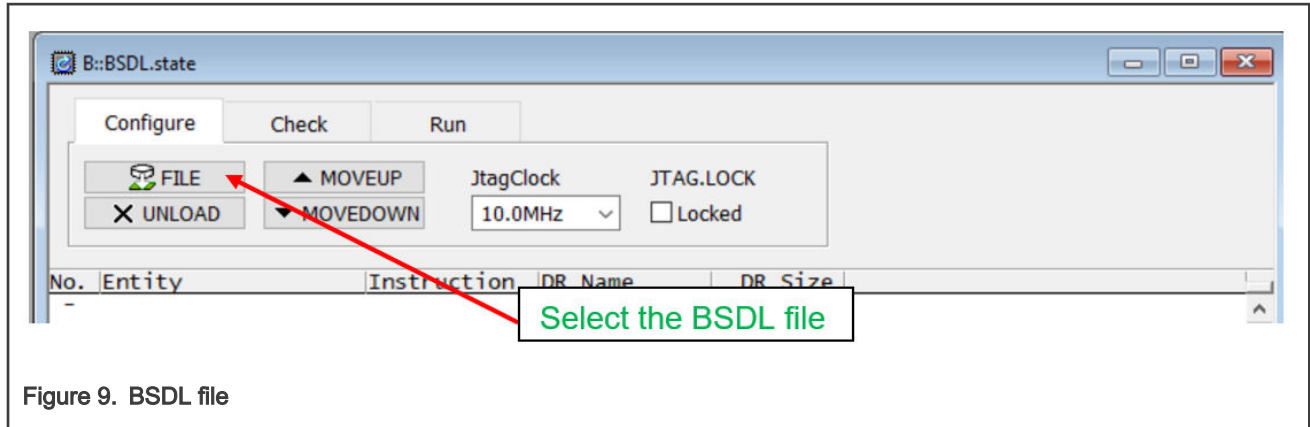 B::BSDL.state
Configure Check Run
FILE MOVEUP JtagClock JTAG.LOCK
UNLOAD MOVEDOWN 10.0MHz Locked
No. Entity Instruction DR Name DR Size
-
Select the BSDL file
Figure 9. BSDL file